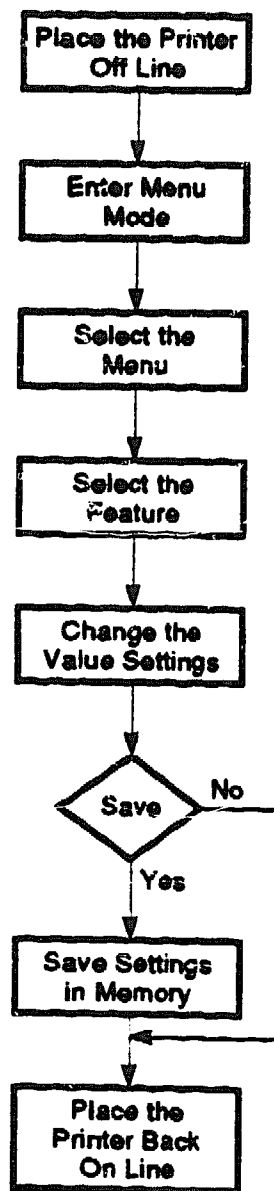 Place the Printer
Off Line
Enter Menu
Mode
Select the
Menu
Select the
Feature
Change the
Value Settings
Save
No
Yes
Save Settings
in Memory
Place the
Printer Back
On Line